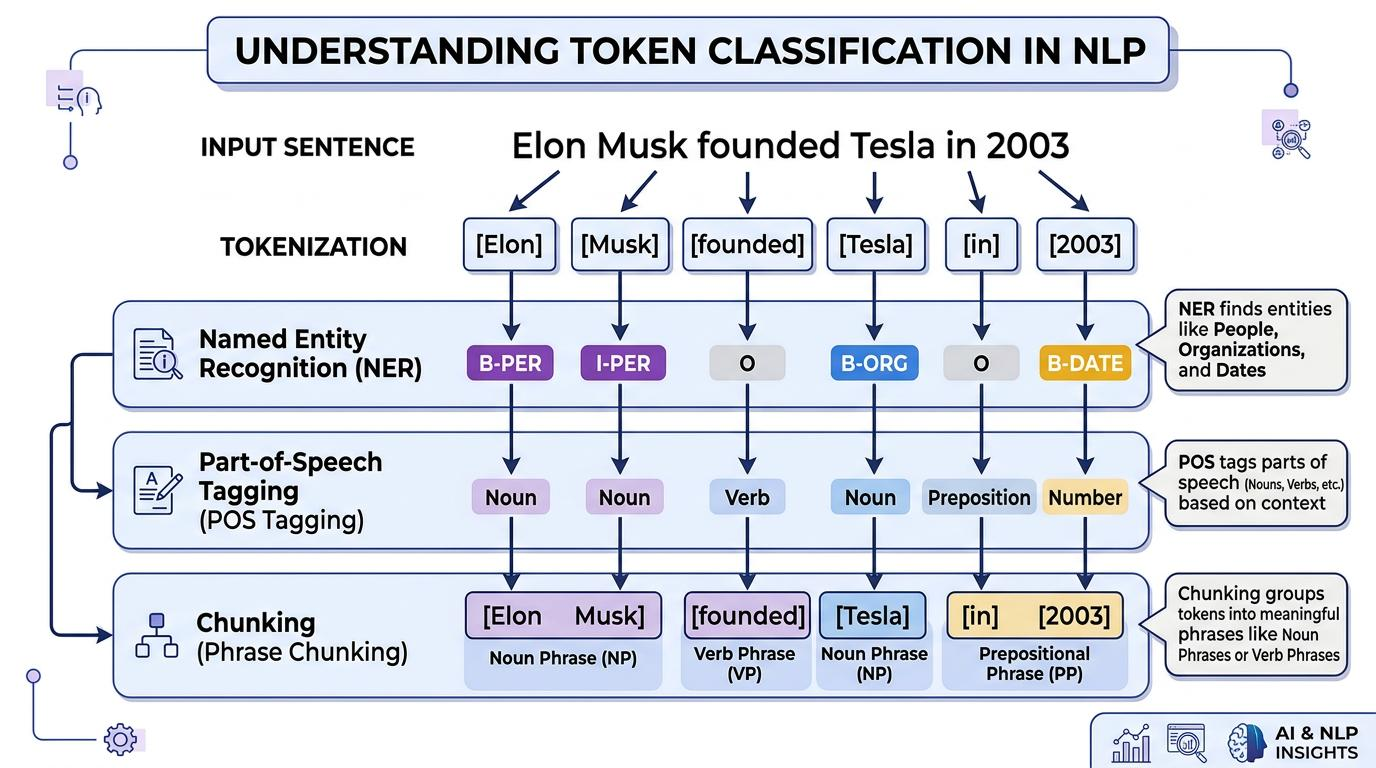 UNDERSTANDING TOKEN CLASSIFICATION IN NLP
INPUT SENTENCE
Elon Musk founded Tesla in 2003
TOKENIZATION
[Elon] [Musk] [founded] [Tesla] [in] [2003]
Named Entity
Recognition (NER)
B-PER I-PER O B-ORG O B-DATE
NER finds entities
like People,
Organizations,
and Dates
Part-of-Speech
Tagging
(POS Tagging)
Noun Noun Verb Noun Preposition Number
POS tags parts of
speech (Nouns, Verbs, etc.)
based on context
Chunking
(Phrase Chunking)
[Elon Musk] [founded] [Tesla] [in] [2003]
Noun Phrase (NP)
Verb Phrase
(VP)
Noun Phrase
(NP)
Prepositional
Phrase (PP)
Chunking groups
tokens into meaningful
phrases like Noun
Phrases or Verb Phrases
AI & NLP
INSIGHTS